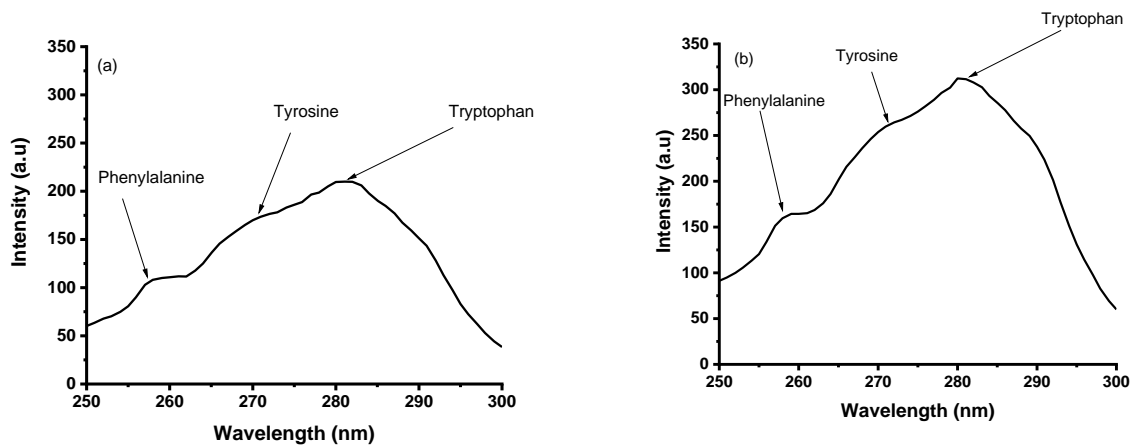 (a)
Phenylalanine
Tyrosine
Tryptophan
350
300
250
200
150
100
50
0
250 260 270 280 290 300
Intensity (a.u)
Wavelength (nm)
(b)
Phenylalanine
Tyrosine
Tryptophan
350
300
250
200
150
100
50
0
250 260 270 280 290 300
Intensity (a.u)
Wavelength (nm)